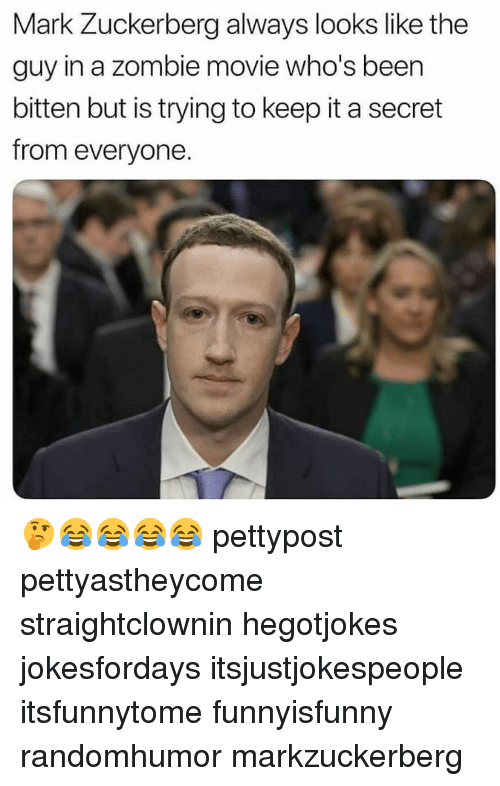 Mark Zuckerberg always looks like the
guy in a zombie movie who's been
bitten but is trying to keep it a secret
from everyone.
🤔😂😂😂😂 pettypost
pettyastheycome
straightclownin hegotjokes
jokesfordays itsjustjokespeople
itsfunnytome funnyisfunny
randomhumor markzuckerberg